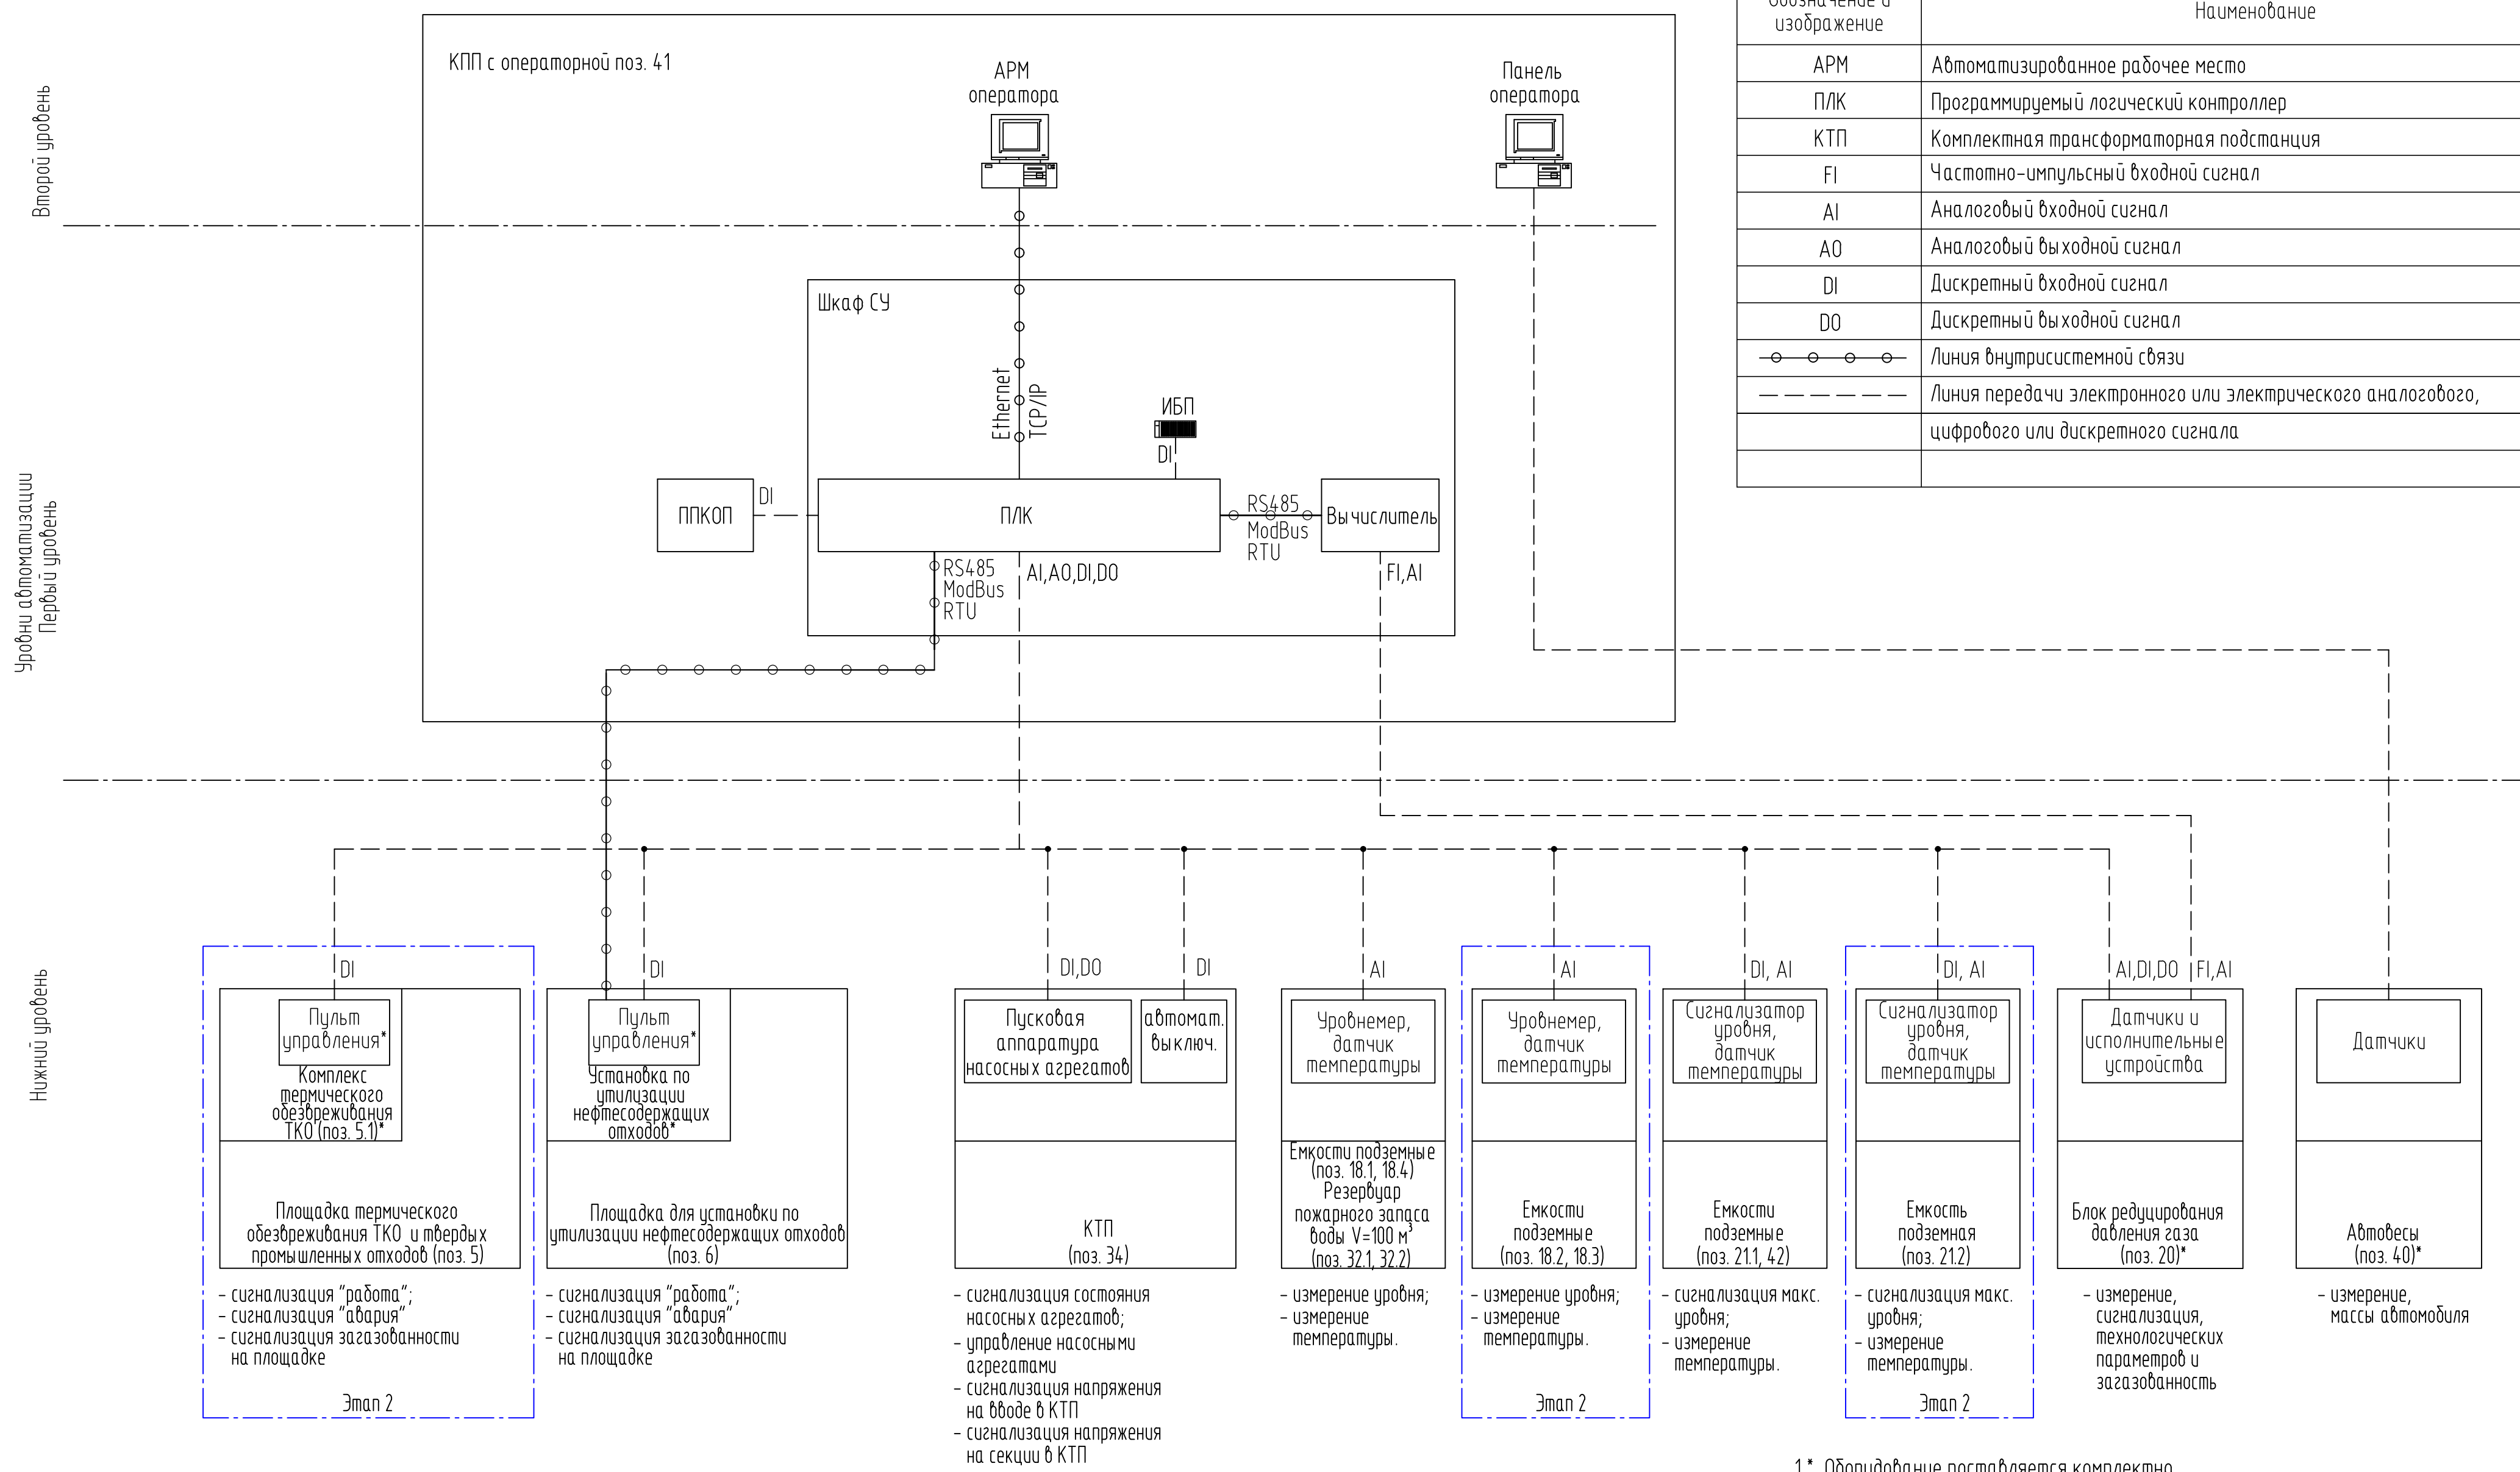 Обозначение и
изображение
Наименование
АРМ
Автоматизированное рабочее место
ПЛК
Программируемый логический контроллер
КТП
Комплектная трансформаторная подстанция
FI
Частотно-импульсный входной сигнал
AI
Аналоговый входной сигнал
AO
Аналоговый выходной сигнал
DI
Дискретный входной сигнал
DO
Дискретный выходной сигнал
Линия внутрисистемной связи
Линия передачи электронного или электрического аналогового,
цифрового или дискретного сигнала
Уровни автоматизации
Второй уровень
Первый уровень
Нижний уровень
КПП с операторной поз. 41
АРМ
оператора
Панель
оператора
Шкаф СУ
Ethernet
TCP/IP
ИБП
DI
ППКОП
DI
ПЛК
RS485
ModBus
RTU
Вычислитель
RS485
ModBus
RTU
AI,AO,DI,DO
FI,AI
DI
Пульт
управления*
Комплекс
термического
обезвреживания
ТКО (поз. 5.1)*
Площадка термического
обезвреживания ТКО и твердых
промышленных отходов (поз. 5)
- сигнализация "работа";
- сигнализация "авария"
- сигнализация загазованности
на площадке
Этап 2
DI
Пульт
управления*
Установка по
утилизации
нефтесодержащих
отходов*
Площадка для установки по
утилизации нефтесодержащих отходов
(поз. 6)
- сигнализация "работа";
- сигнализация "авария"
- сигнализация загазованности
на площадке
DI,DO
DI
Пусковая
аппаратура
насосных агрегатов
автомат.
выключ.
КТП
(поз. 34)
- сигнализация состояния
насосных агрегатов;
- управление насосными
агрегатами
- сигнализация напряжения
на вводе в КТП
- сигнализация напряжения
на секции в КТП
AI
Уровнемер,
датчик
температуры
Емкости подземные
(поз. 18.1, 18.4)
Резервуар
пожарного запаса
воды V=100 м³
(поз. 32.1, 32.2)
- измерение уровня;
- измерение
температуры.
AI
Уровнемер,
датчик
температуры
Емкости
подземные
(поз. 18.2, 18.3)
- измерение уровня;
- измерение
температуры.
Этап 2
DI, AI
Сигнализатор
уровня,
датчик
температуры
Емкости
подземные
(поз. 21.1, 42)
- сигнализация макс.
уровня;
- измерение
температуры.
DI, AI
Сигнализатор
уровня,
датчик
температуры
Емкость
подземная
(поз. 21.2)
- сигнализация макс.
уровня;
- измерение
температуры.
Этап 2
AI,DI,DO
FI,AI
Датчики и
исполнительные
устройства
Блок редуцирования
давления газа
(поз. 20)*
- измерение,
сигнализация,
технологических
параметров и
загазованность
Датчики
Автовесы
(поз. 40)*
- измерение,
массы автомобиля
1.* Оборудование поставляется комплектно